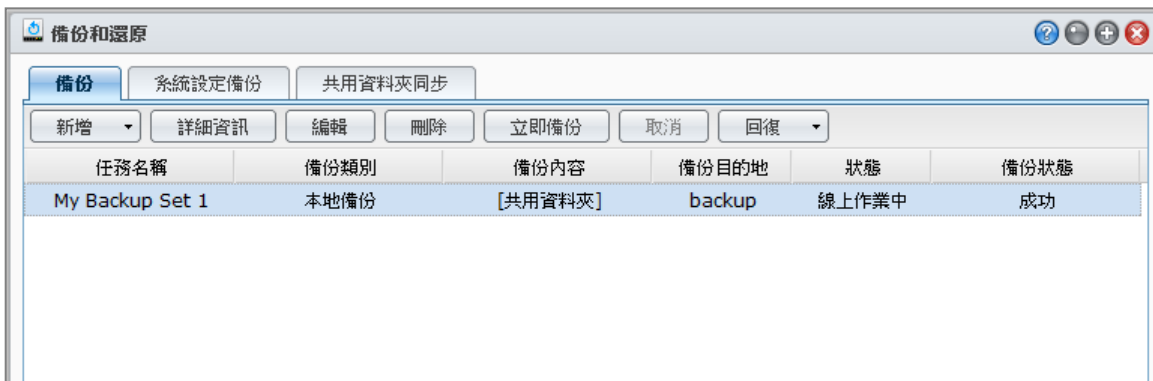 備份和還原
備份 系統設定備份 共用資料夾同步
新增 詳細資訊 編輯 刪除 立即備份 取消 回復
任務名稱 備份類別 備份內容 備份目的地 狀態 備份狀態
My Backup Set 1 本地備份 [共用資料夾] backup 線上作業中 成功